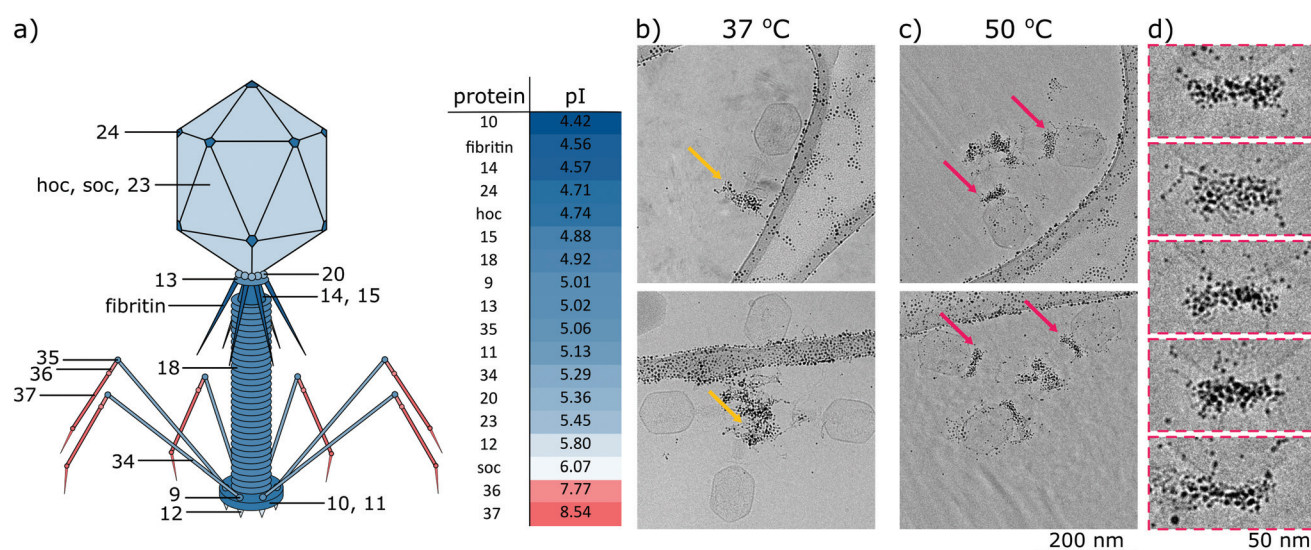 a)
24
hoc, soc, 23
13
20
fibritin
14, 15
35
36
37
18
34
9
12
10, 11
protein pI
10 4.42
fibritin 4.56
14 4.57
24 4.71
hoc 4.74
15 4.88
18 4.92
9 5.01
13 5.02
35 5.06
11 5.13
34 5.29
20 5.36
23 5.45
12 5.80
soc 6.07
36 7.77
37 8.54
b) 37 ºC
c) 50 ºC
d)
200 nm
50 nm